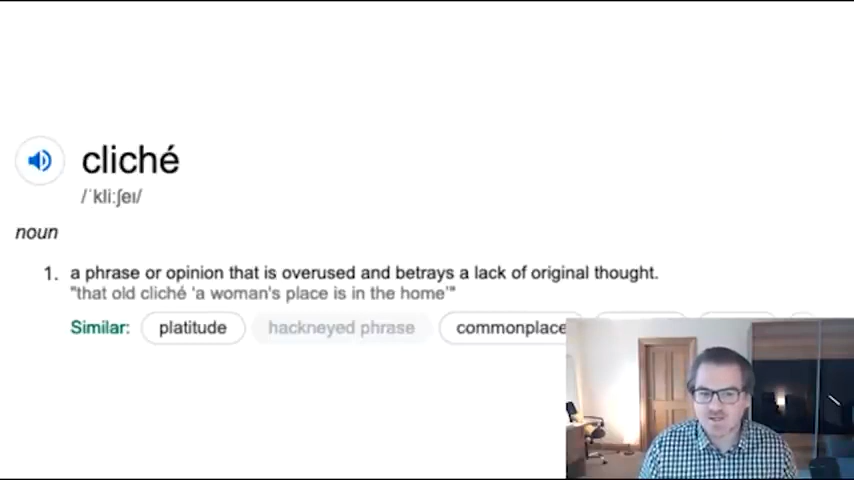 cliché
/ˈkliːʃeɪ/
noun
1. a phrase or opinion that is overused and betrays a lack of original thought.
"that old cliché 'a woman's place is in the home'"
Similar: platitude hackneyed phrase commonplace